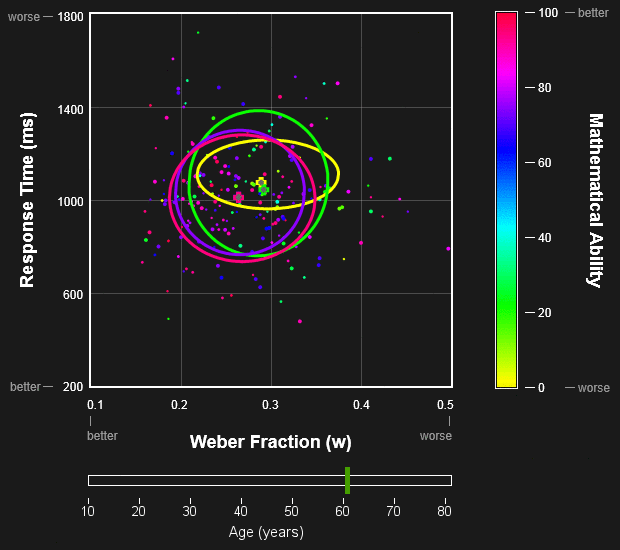 worse
1800
100
better
80
1400
Response Time (ms)
Mathematical Ability
60
1000
40
600
20
better
200
0
worse
0.1
0.2
0.3
0.4
0.5
better
Weber Fraction (w)
worse
10
20
30
40
50
60
70
80
Age (years)